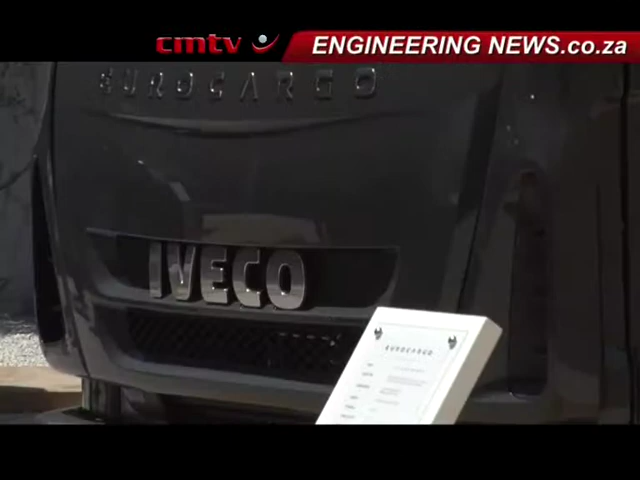 cmtv
ENGINEERING NEWS.co.za
EUROCARGO
IVECO
EUROCARGO